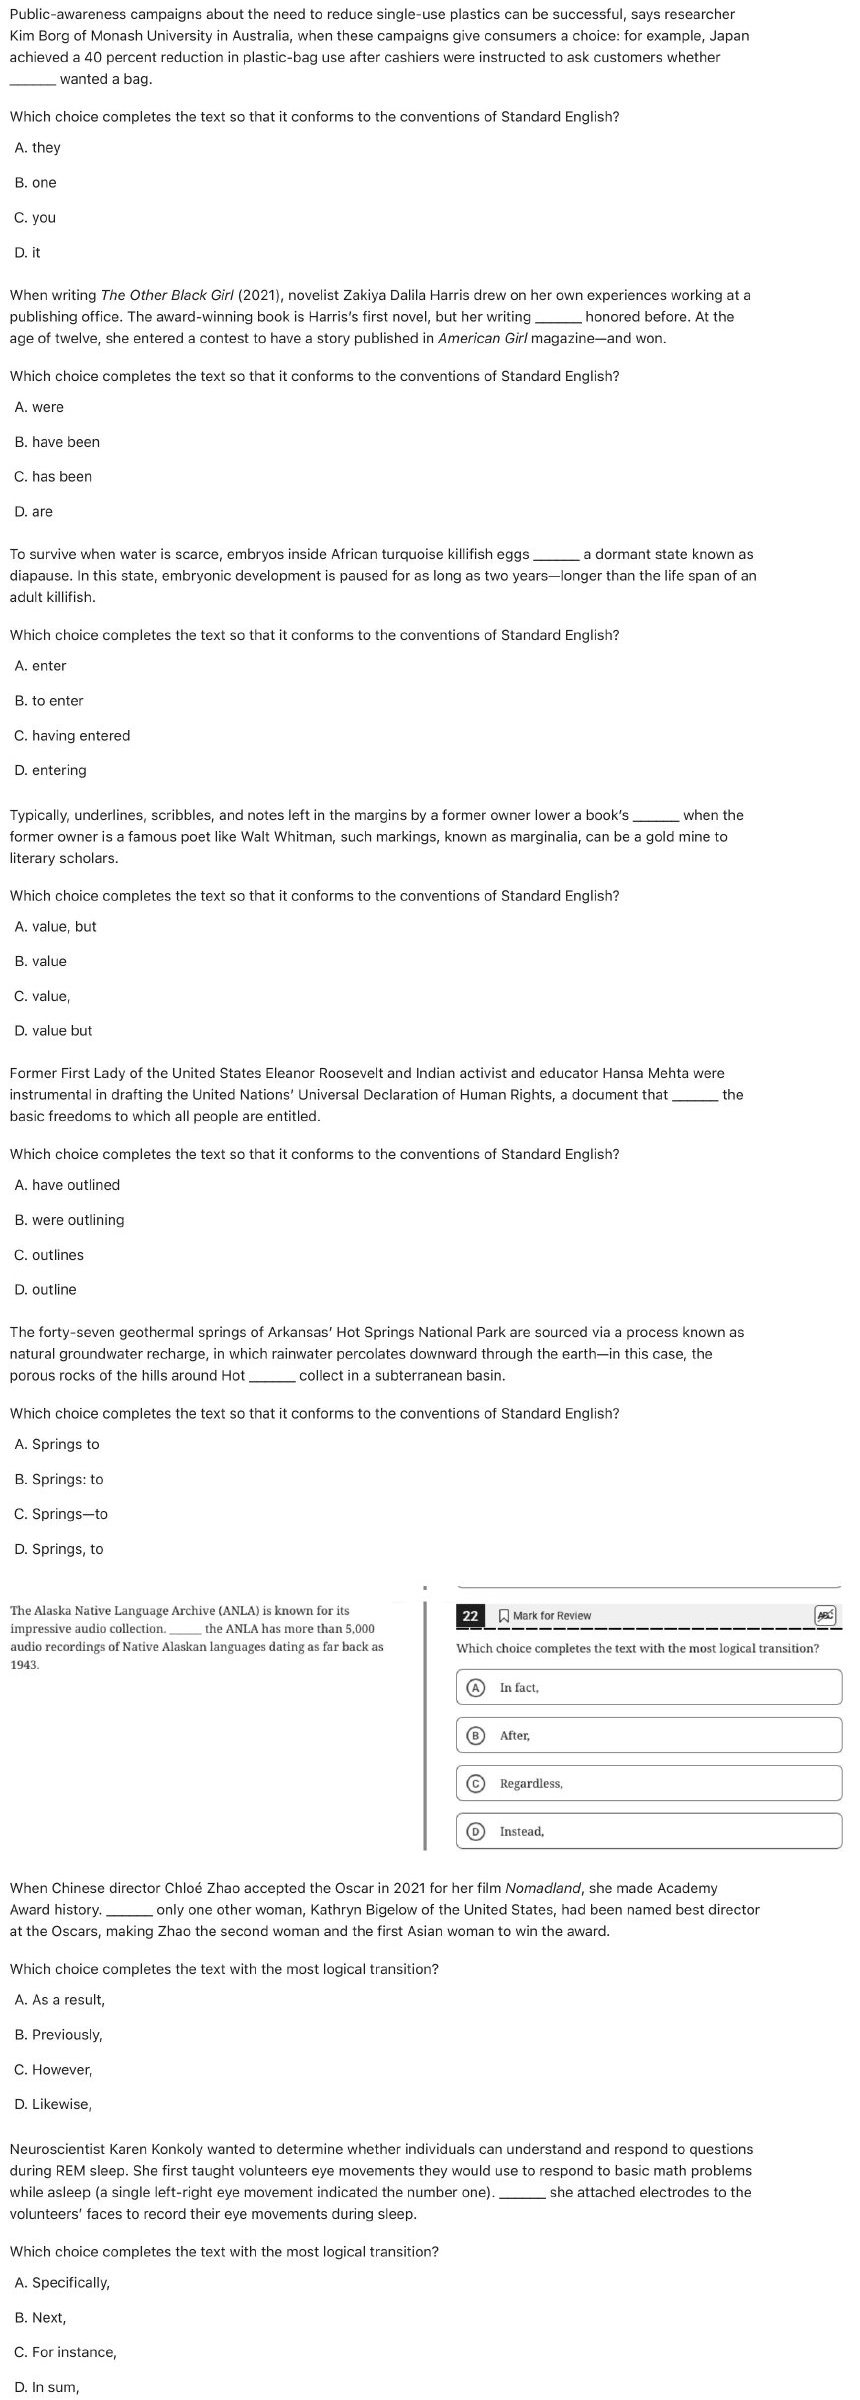 Public-awareness campaigns about the need to reduce single-use plastics can be successful, says researcher
Kim Borg of Monash University in Australia, when these campaigns give consumers a choice: for example, Japan
achieved a 40 percent reduction in plastic-bag use after cashiers were instructed to ask customers whether
______ wanted a bag.
Which choice completes the text so that it conforms to the conventions of Standard English?
A. they
B. one
C. you
D. it
When writing The Other Black Girl (2021), novelist Zakiya Dalila Harris drew on her own experiences working at a
publishing office. The award-winning book is Harris's first novel, but her writing ______ honored before. At the
age of twelve, she entered a contest to have a story published in American Girl magazine—and won.
Which choice completes the text so that it conforms to the conventions of Standard English?
A. were
B. have been
C. has been
D. are
To survive when water is scarce, embryos inside African turquoise killifish eggs ______ a dormant state known as
diapause. In this state, embryonic development is paused for as long as two years—longer than the life span of an
adult killifish.
Which choice completes the text so that it conforms to the conventions of Standard English?
A. enter
B. to enter
C. having entered
D. entering
Typically, underlines, scribbles, and notes left in the margins by a former owner lower a book's ______ when the
former owner is a famous poet like Walt Whitman, such markings, known as marginalia, can be a gold mine to
literary scholars.
Which choice completes the text so that it conforms to the conventions of Standard English?
A. value, but
B. value
C. value,
D. value but
Former First Lady of the United States Eleanor Roosevelt and Indian activist and educator Hansa Mehta were
instrumental in drafting the United Nations' Universal Declaration of Human Rights, a document that ______ the
basic freedoms to which all people are entitled.
Which choice completes the text so that it conforms to the conventions of Standard English?
A. have outlined
B. were outlining
C. outlines
D. outline
The forty-seven geothermal springs of Arkansas' Hot Springs National Park are sourced via a process known as
natural groundwater recharge, in which rainwater percolates downward through the earth—in this case, the
porous rocks of the hills around Hot ______ collect in a subterranean basin.
Which choice completes the text so that it conforms to the conventions of Standard English?
A. Springs to
B. Springs: to
C. Springs—to
D. Springs, to
The Alaska Native Language Archive (ANLA) is known for its
impressive audio collection. ______ the ANLA has more than 5,000
audio recordings of Native Alaskan languages dating as far back as
1943.
22 Mark for Review ABC
Which choice completes the text with the most logical transition?
A In fact,
B After,
C Regardless,
D Instead,
When Chinese director Chloé Zhao accepted the Oscar in 2021 for her film Nomadland, she made Academy
Award history. ______ only one other woman, Kathryn Bigelow of the United States, had been named best director
at the Oscars, making Zhao the second woman and the first Asian woman to win the award.
Which choice completes the text with the most logical transition?
A. As a result,
B. Previously,
C. However,
D. Likewise,
Neuroscientist Karen Konkoly wanted to determine whether individuals can understand and respond to questions
during REM sleep. She first taught volunteers eye movements they would use to respond to basic math problems
while asleep (a single left-right eye movement indicated the number one). ______ she attached electrodes to the
volunteers' faces to record their eye movements during sleep.
Which choice completes the text with the most logical transition?
A. Specifically,
B. Next,
C. For instance,
D. In sum,